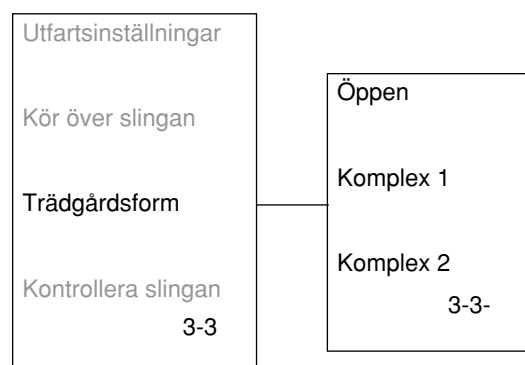 Utfartsinställningar
Kör över slingan
Trädgårdsform
Kontrollera slingan
3-3
Öppen
Komplex 1
Komplex 2
3-3-